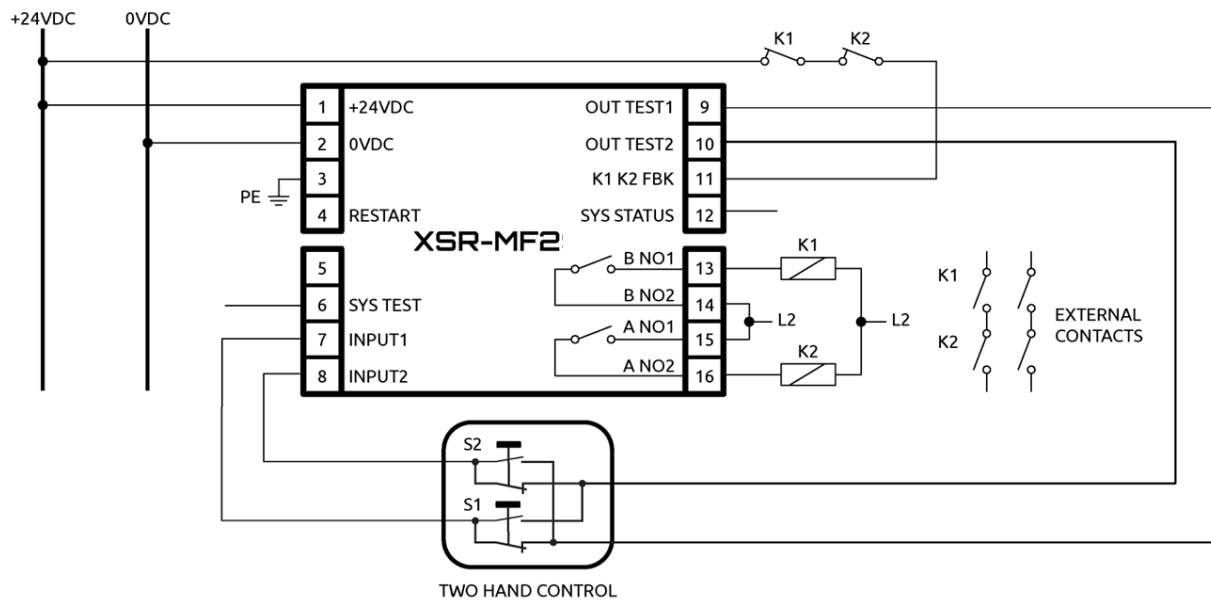 +24VDC
0VDC
K1
K2
1
+24VDC
OUT TEST1
9
2
0VDC
OUT TEST2
10
3
K1 K2 FBK
11
PE
4
RESTART
SYS STATUS
12
XSR-MF2
5
B NO1
13
K1
6
SYS TEST
B NO2
14
L2
L2
7
INPUT1
A NO1
15
8
INPUT2
A NO2
16
K2
K1
K2
EXTERNAL
CONTACTS
S2
S1
TWO HAND CONTROL